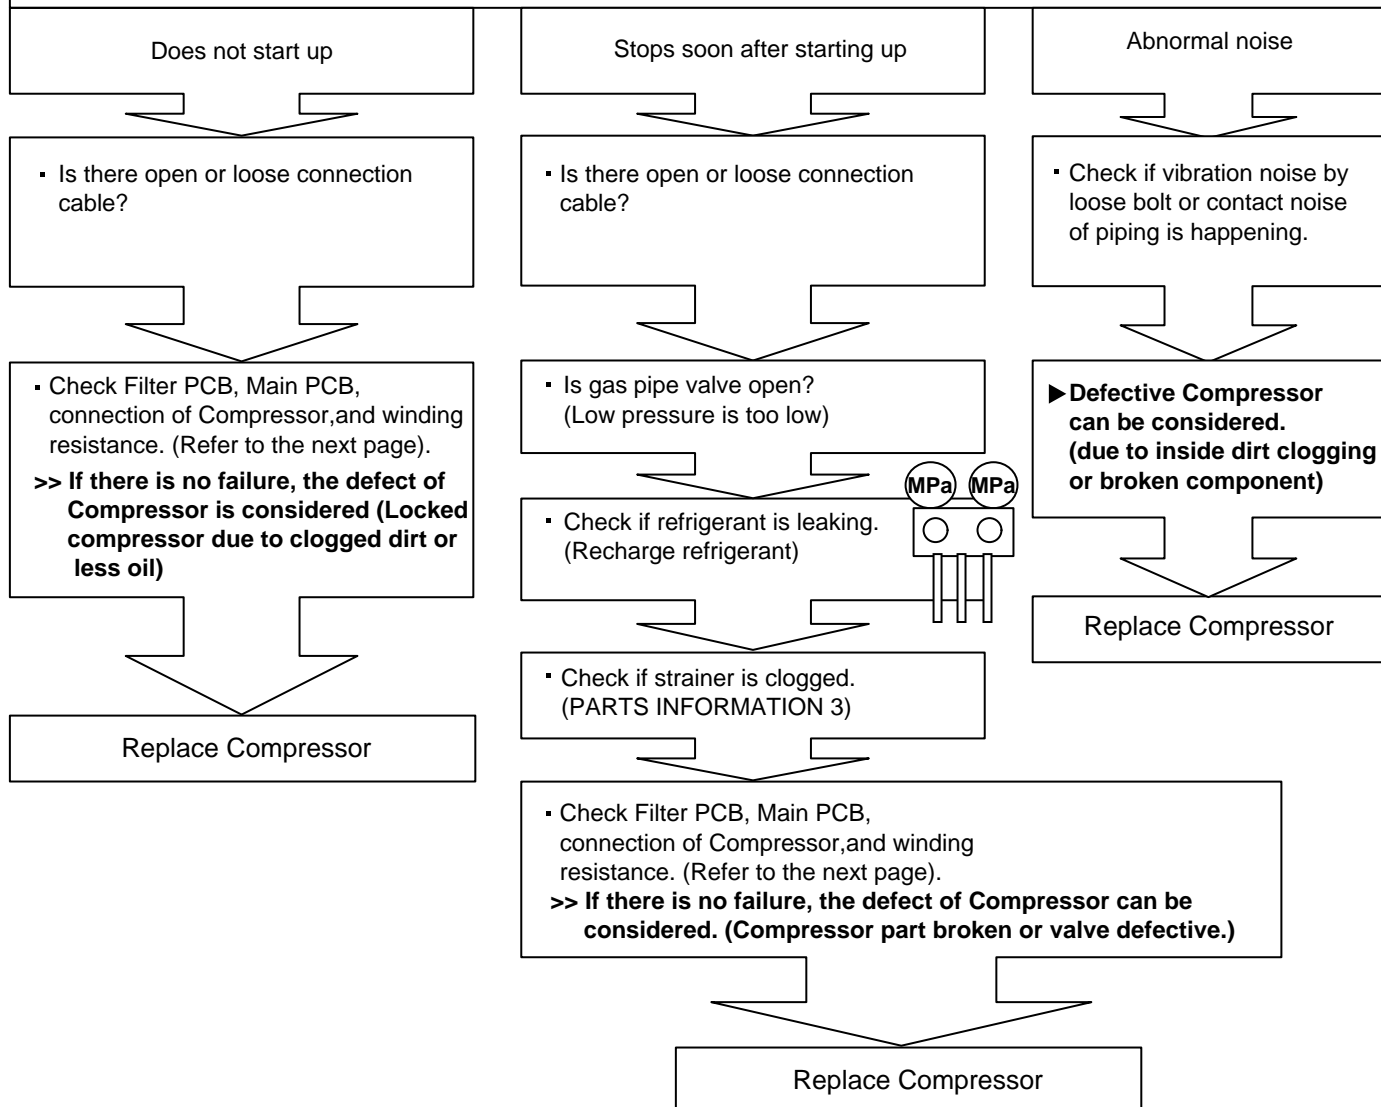 Does not start up
▪ Is there open or loose connection
cable?
▪ Check Filter PCB, Main PCB,
connection of Compressor,and winding
resistance. (Refer to the next page).
>> If there is no failure, the defect of
Compressor is considered (Locked
compressor due to clogged dirt or
less oil)
Replace Compressor
Stops soon after starting up
▪ Is there open or loose connection
cable?
▪ Is gas pipe valve open?
(Low pressure is too low)
▪ Check if refrigerant is leaking.
(Recharge refrigerant)
MPa MPa
▪ Check if strainer is clogged.
(PARTS INFORMATION 3)
▪ Check Filter PCB, Main PCB,
connection of Compressor,and winding
resistance. (Refer to the next page).
>> If there is no failure, the defect of Compressor can be
considered. (Compressor part broken or valve defective.)
Replace Compressor
Abnormal noise
▪ Check if vibration noise by
loose bolt or contact noise
of piping is happening.
▶Defective Compressor
can be considered.
(due to inside dirt clogging
or broken component)
Replace Compressor